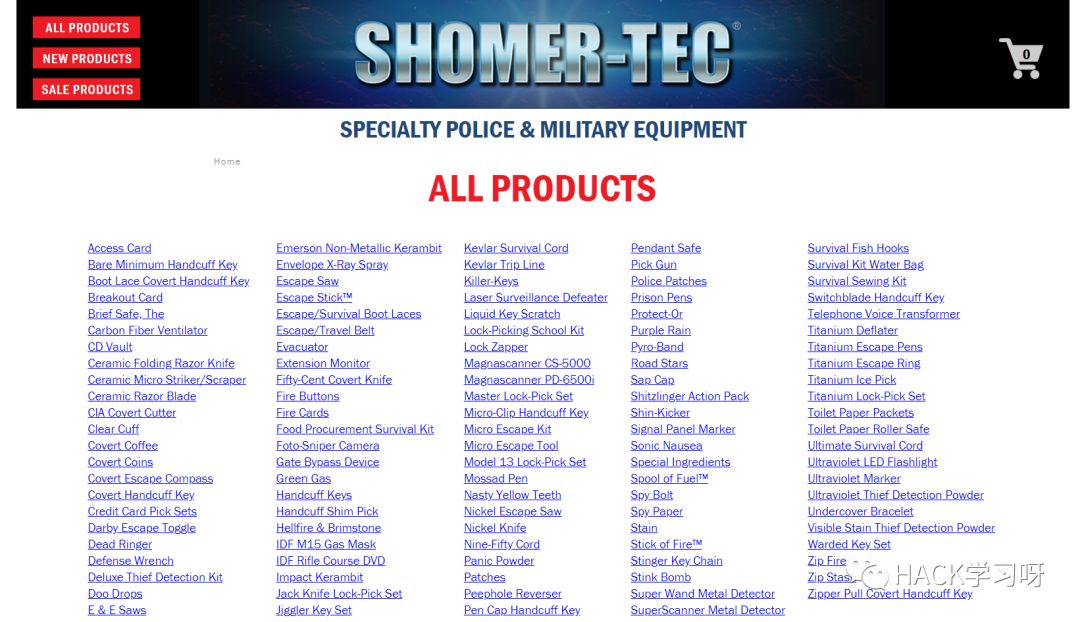 ALL PRODUCTS
NEW PRODUCTS
SALE PRODUCTS
SHOMER-TEC®
0
SPECIALTY POLICE & MILITARY EQUIPMENT
Home
ALL PRODUCTS
Access Card
Bare Minimum Handcuff Key
Boot Lace Covert Handcuff Key
Breakout Card
Brief Safe, The
Carbon Fiber Ventilator
CD Vault
Ceramic Folding Razor Knife
Ceramic Micro Striker/Scraper
Ceramic Razor Blade
CIA Covert Cutter
Clear Cuff
Covert Coffee
Covert Coins
Covert Escape Compass
Covert Handcuff Key
Credit Card Pick Sets
Darby Escape Toggle
Dead Ringer
Defense Wrench
Deluxe Thief Detection Kit
Doo Drops
E & E Saws
Emerson Non-Metallic Kerambit
Envelope X-Ray Spray
Escape Saw
Escape Stick™
Escape/Survival Boot Laces
Escape/Travel Belt
Evacuator
Extension Monitor
Fifty-Cent Covert Knife
Fire Buttons
Fire Cards
Food Procurement Survival Kit
Foto-Sniper Camera
Gate Bypass Device
Green Gas
Handcuff Keys
Handcuff Shim Pick
Hellfire & Brimstone
IDF M15 Gas Mask
IDF Rifle Course DVD
Impact Kerambit
Jack Knife Lock-Pick Set
Jiggler Key Set
Kevlar Survival Cord
Kevlar Trip Line
Killer-Keys
Laser Surveillance Defeater
Liquid Key Scratch
Lock-Picking School Kit
Lock Zapper
Magnascanner CS-5000
Magnascanner PD-6500i
Master Lock-Pick Set
Micro-Clip Handcuff Key
Micro Escape Kit
Micro Escape Tool
Model 13 Lock-Pick Set
Mossad Pen
Nasty Yellow Teeth
Nickel Escape Saw
Nickel Knife
Nine-Fifty Cord
Panic Powder
Patches
Peephole Reverser
Pen Cap Handcuff Key
Pendant Safe
Pick Gun
Police Patches
Prison Pens
Protect-Or
Purple Rain
Pyro-Band
Road Stars
Sap Cap
Shitzlinger Action Pack
Shin-Kicker
Signal Panel Marker
Sonic Nausea
Special Ingredients
Spool of Fuel™
Spy Bolt
Spy Paper
Stain
Stick of Fire™
Stinger Key Chain
Stink Bomb
Super Wand Metal Detector
SuperScanner Metal Detector
Survival Fish Hooks
Survival Kit Water Bag
Survival Sewing Kit
Switchblade Handcuff Key
Telephone Voice Transformer
Titanium Deflater
Titanium Escape Pens
Titanium Escape Ring
Titanium Ice Pick
Titanium Lock-Pick Set
Toilet Paper Packets
Toilet Paper Roller Safe
Ultimate Survival Cord
Ultraviolet LED Flashlight
Ultraviolet Marker
Ultraviolet Thief Detection Powder
Undercover Bracelet
Visible Stain Thief Detection Powder
Warded Key Set
Zip Fire
Zip
Zipper Pull Covert Handcuff Key
HACK学习呀